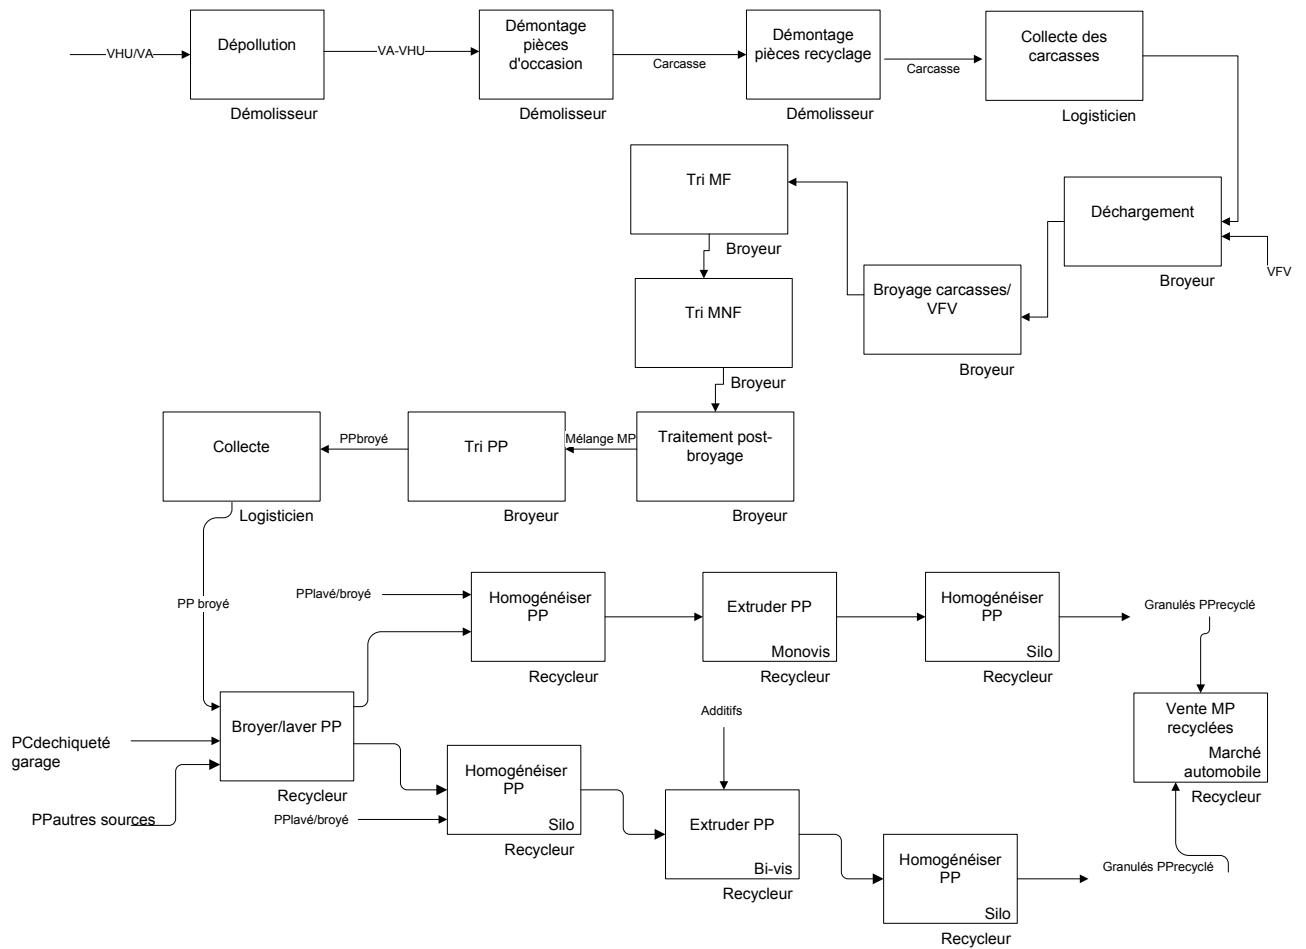 VHU/VA
Dépollution
Démolisseur
VA-VHU
Démontage
pièces
d'occasion
Démolisseur
Carcasse
Démontage
pièces recyclage
Démolisseur
Carcasse
Collecte des
carcasses
Logisticien
Déchargement
Broyeur
VFV
Broyage carcasses/
VFV
Broyeur
Tri MF
Broyeur
Tri MNF
Broyeur
Traitement post-
broyage
Broyeur
Mélange MP
Tri PP
Broyeur
PPbroyé
Collecte
Logisticien
PP broyé
PCdechiqueté
garage
PPautres sources
Broyer/laver PP
Recycleur
PPlavé/broyé
Homogénéiser
PP
Recycleur
Extruder PP
Monovis
Recycleur
Homogénéiser
PP
Silo
Recycleur
Granulés PPrecyclé
PPlavé/broyé
Homogénéiser
PP
Silo
Recycleur
Additifs
Extruder PP
Bi-vis
Recycleur
Homogénéiser
PP
Silo
Recycleur
Granulés PPrecyclé
Vente MP
recyclées
Marché
automobile
Recycleur